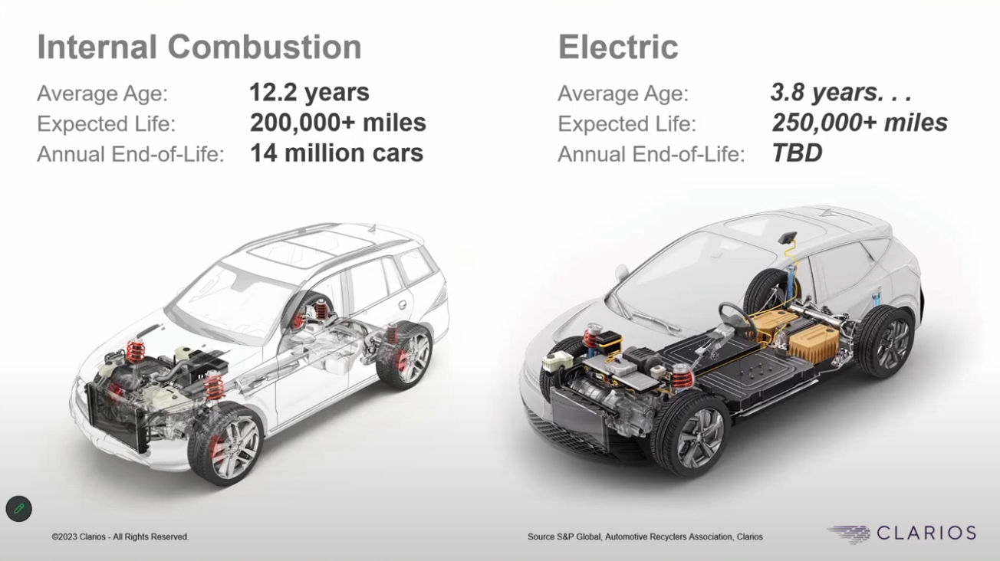 Internal Combustion
Average Age: 12.2 years
Expected Life: 200,000+ miles
Annual End-of-Life: 14 million cars
Electric
Average Age: 3.8 years. . .
Expected Life: 250,000+ miles
Annual End-of-Life: TBD
©2023 Clarios - All Rights Reserved.
Source S&P Global, Automotive Recyclers Association, Clarios
CLARIOS